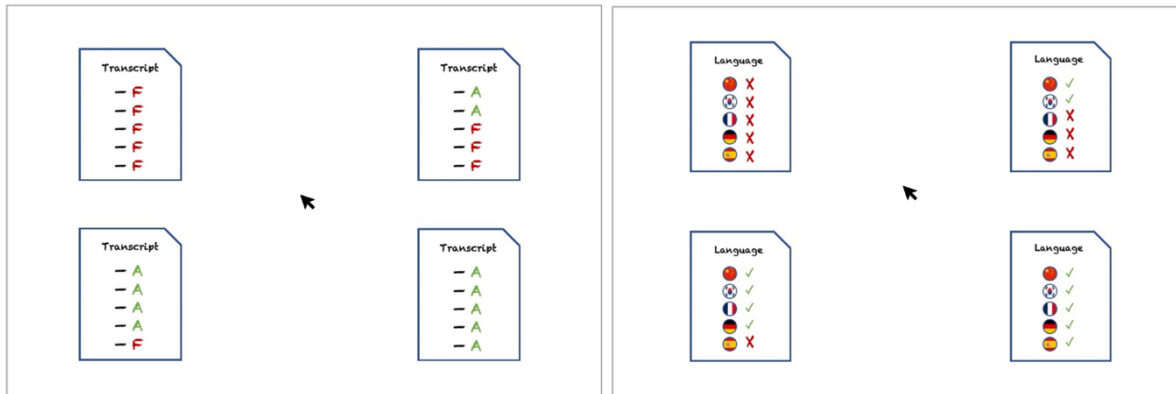 Transcript
– F
– F
– F
– F
– F
Transcript
– A
– A
– F
– F
– F
Transcript
– A
– A
– A
– A
– F
Transcript
– A
– A
– A
– A
– A
Language
X
X
X
X
X
Language
✓
✓
X
X
X
Language
✓
✓
✓
✓
X
Language
✓
✓
✓
✓
✓